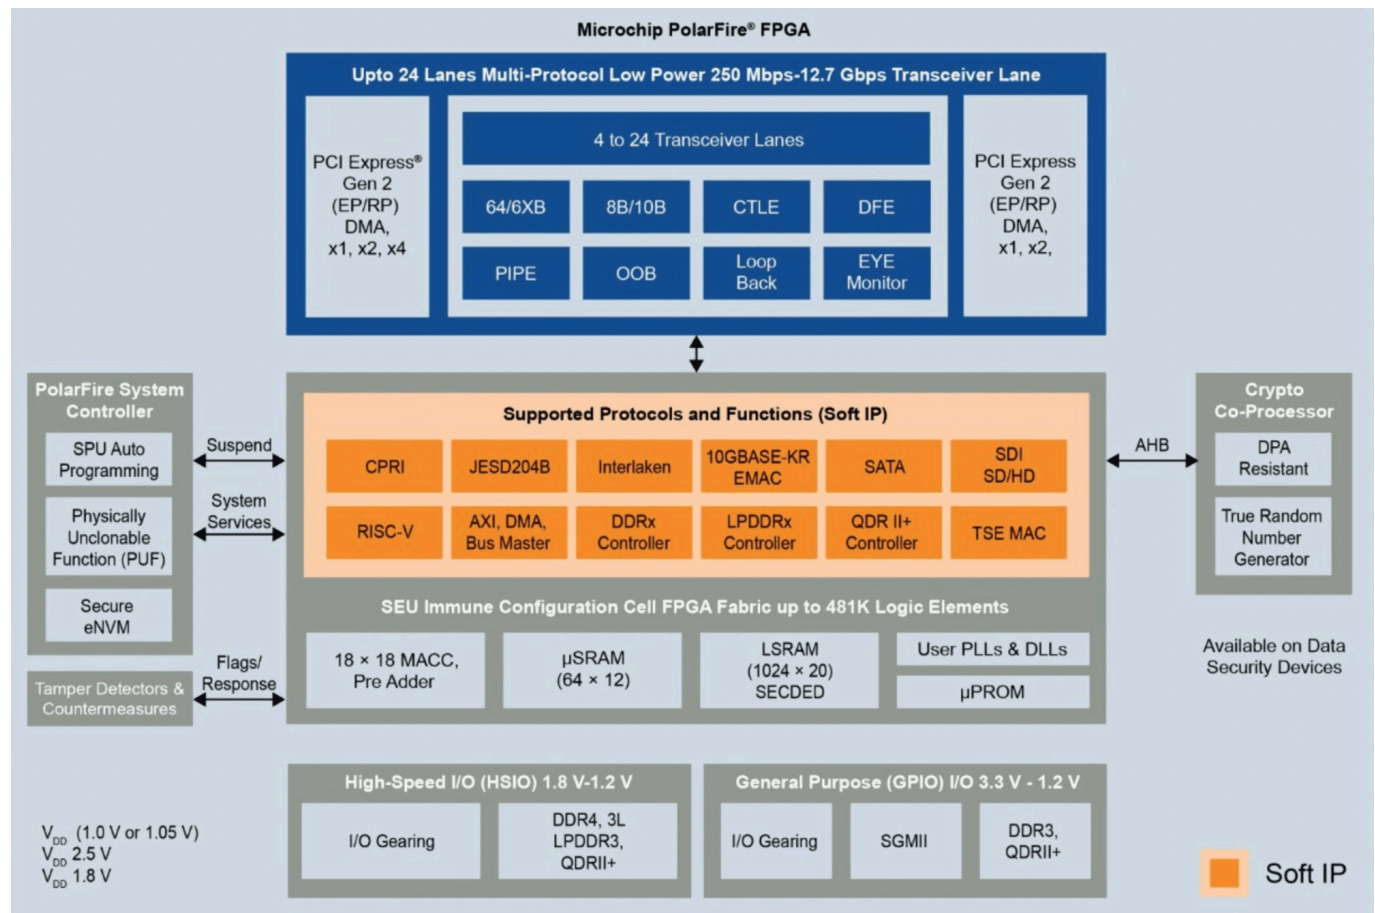 Microchip PolarFire® FPGA
Upto 24 Lanes Multi-Protocol Low Power 250 Mbps-12.7 Gbps Transceiver Lane
PCI Express®
Gen 2
(EP/RP)
DMA,
x1, x2, x4
4 to 24 Transceiver Lanes
64/6XB
8B/10B
CTLE
DFE
PIPE
OOB
Loop
Back
EYE
Monitor
PCI Express
Gen 2
(EP/RP)
DMA,
x1, x2,
PolarFire System
Controller
SPU Auto
Programming
Physically
Unclonable
Function (PUF)
Secure
eNVM
Tamper Detectors &
Countermeasures
Suspend
System
Services
Flags/
Response
Supported Protocols and Functions (Soft IP)
CPRI
JESD204B
Interlaken
10GBASE-KR
EMAC
SATA
SDI
SD/HD
RISC-V
AXI, DMA,
Bus Master
DDRx
Controller
LPDDRx
Controller
QDR II+
Controller
TSE MAC
SEU Immune Configuration Cell FPGA Fabric up to 481K Logic Elements
18 × 18 MACC,
Pre Adder
µSRAM
(64 × 12)
LSRAM
(1024 × 20)
SECDED
User PLLs & DLLs
µPROM
AHB
Crypto
Co-Processor
DPA
Resistant
True Random
Number
Generator
Available on Data
Security Devices
High-Speed I/O (HSIO) 1.8 V-1.2 V
I/O Gearing
DDR4, 3L
LPDDR3,
QDRII+
General Purpose (GPIO) I/O 3.3 V - 1.2 V
I/O Gearing
SGMII
DDR3,
QDRII+
VDD (1.0 V or 1.05 V)
VDD 2.5 V
VDD 1.8 V
Soft IP